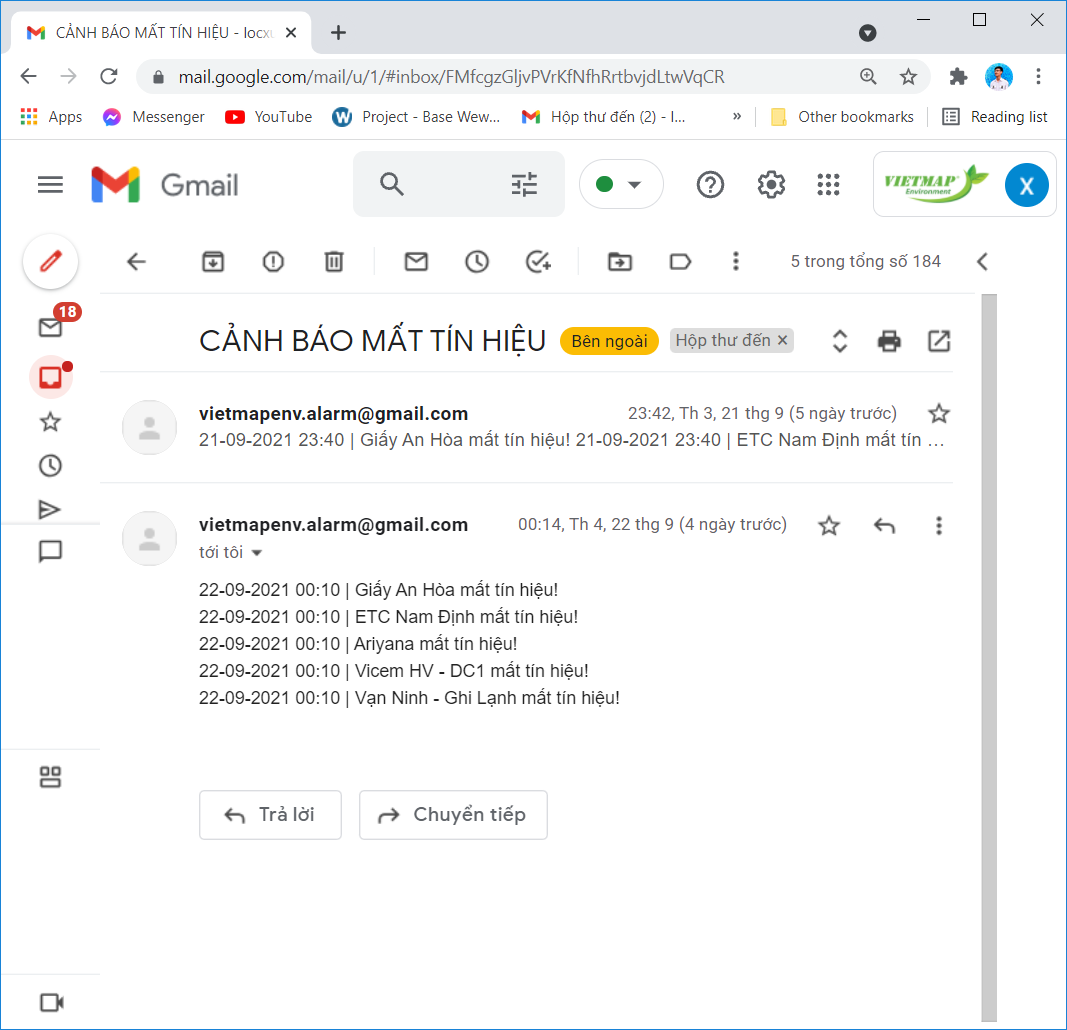 CẢNH BÁO MẤT TÍN HIỆU - locxu
mail.google.com/mail/u/1/#inbox/FMfcgzGljvPVrKfNfhRrtbvjdLtwVqCR
Apps Messenger YouTube Project - Base Wew... Hộp thư đến (2) - l... » Other bookmarks Reading list
Gmail
VIETMAP
Environment
X
5 trong tổng số 184
18
CẢNH BÁO MẤT TÍN HIỆU Bên ngoài Hộp thư đến ×
vietmapenv.alarm@gmail.com 23:42, Th 3, 21 thg 9 (5 ngày trước)
21-09-2021 23:40 | Giấy An Hòa mất tín hiệu! 21-09-2021 23:40 | ETC Nam Định mất tín …
vietmapenv.alarm@gmail.com 00:14, Th 4, 22 thg 9 (4 ngày trước)
tới tôi
22-09-2021 00:10 | Giấy An Hòa mất tín hiệu!
22-09-2021 00:10 | ETC Nam Định mất tín hiệu!
22-09-2021 00:10 | Ariyana mất tín hiệu!
22-09-2021 00:10 | Vicem HV - DC1 mất tín hiệu!
22-09-2021 00:10 | Vạn Ninh - Ghi Lạnh mất tín hiệu!
Trả lời Chuyển tiếp